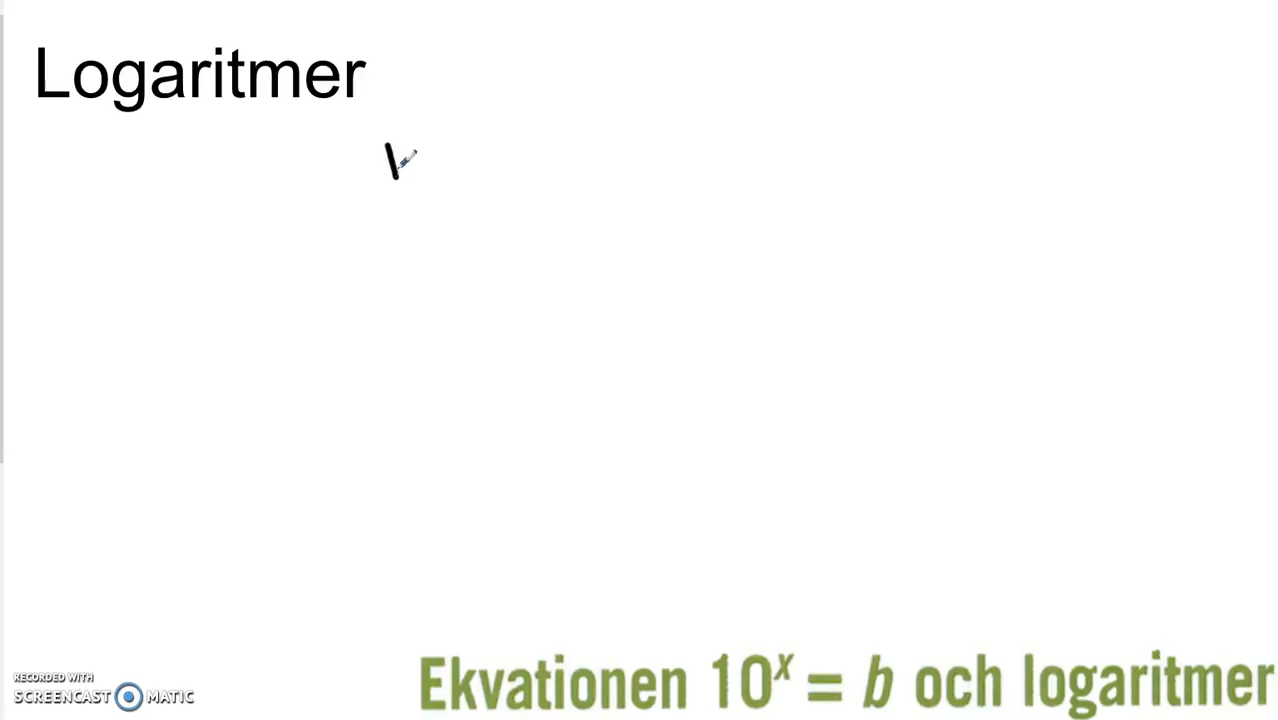 Logaritmer
RECORDED WITH
SCREENCAST MATIC
Ekvationen 10ˣ = b och logaritmer